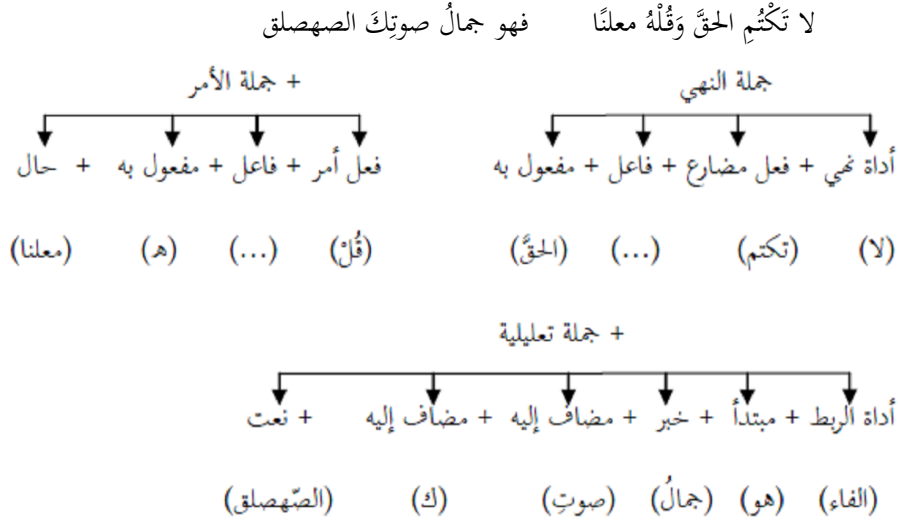 لا تَكْتُمِ الحقَّ وَقُلْهُ معلنًا فهو جمالُ صوتِكَ الصهصلق
جملة النهي + جملة الأمر
أداة نهي + فعل مضارع + فاعل + مفعول به فعل أمر + فاعل + مفعول به + حال
(لا) (تكتم) (...) (الحقَّ) (قُلْ) (...) (ه) (معلنا)
+ جملة تعليلية
أداة الربط + مبتدأ + خبر + مضاف إليه + مضاف إليه + نعت
(الفاء) (هو) (جمالُ) (صوتِ) (ك) (الصّهصلق)